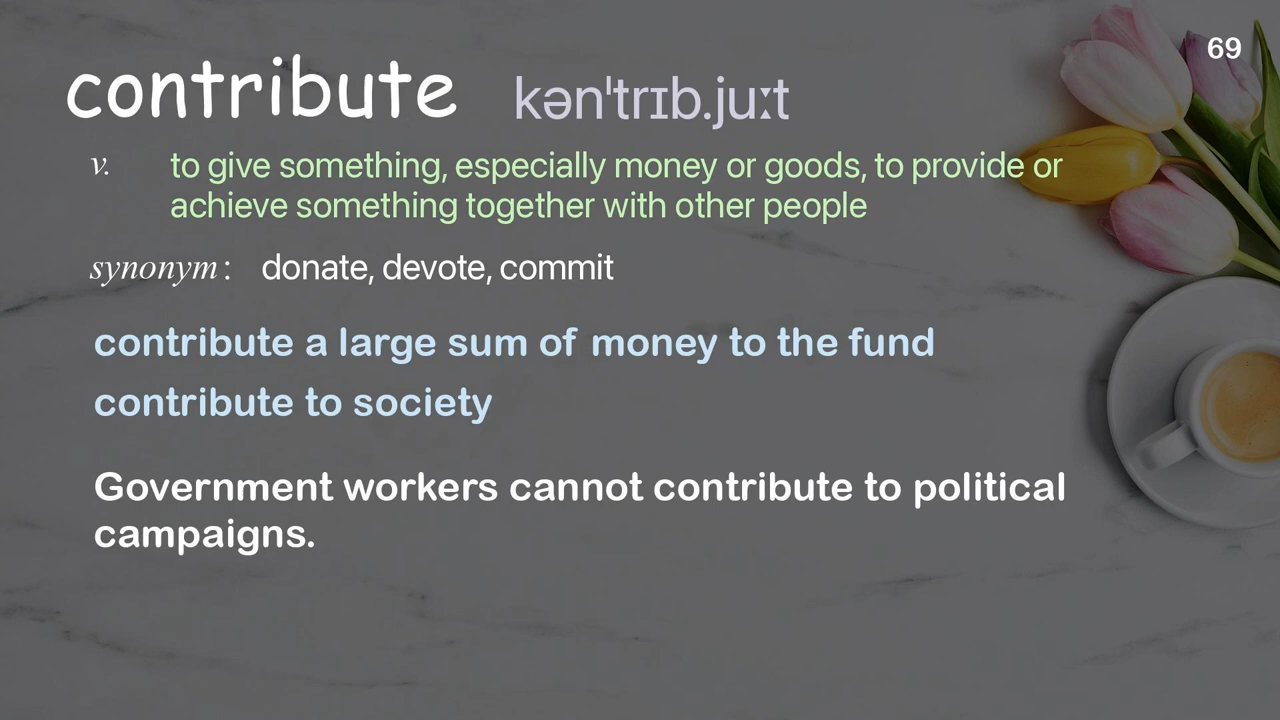 69
contribute kən'trɪb.juːt
v. to give something, especially money or goods, to provide or
achieve something together with other people
synonym: donate, devote, commit
contribute a large sum of money to the fund
contribute to society
Government workers cannot contribute to political
campaigns.